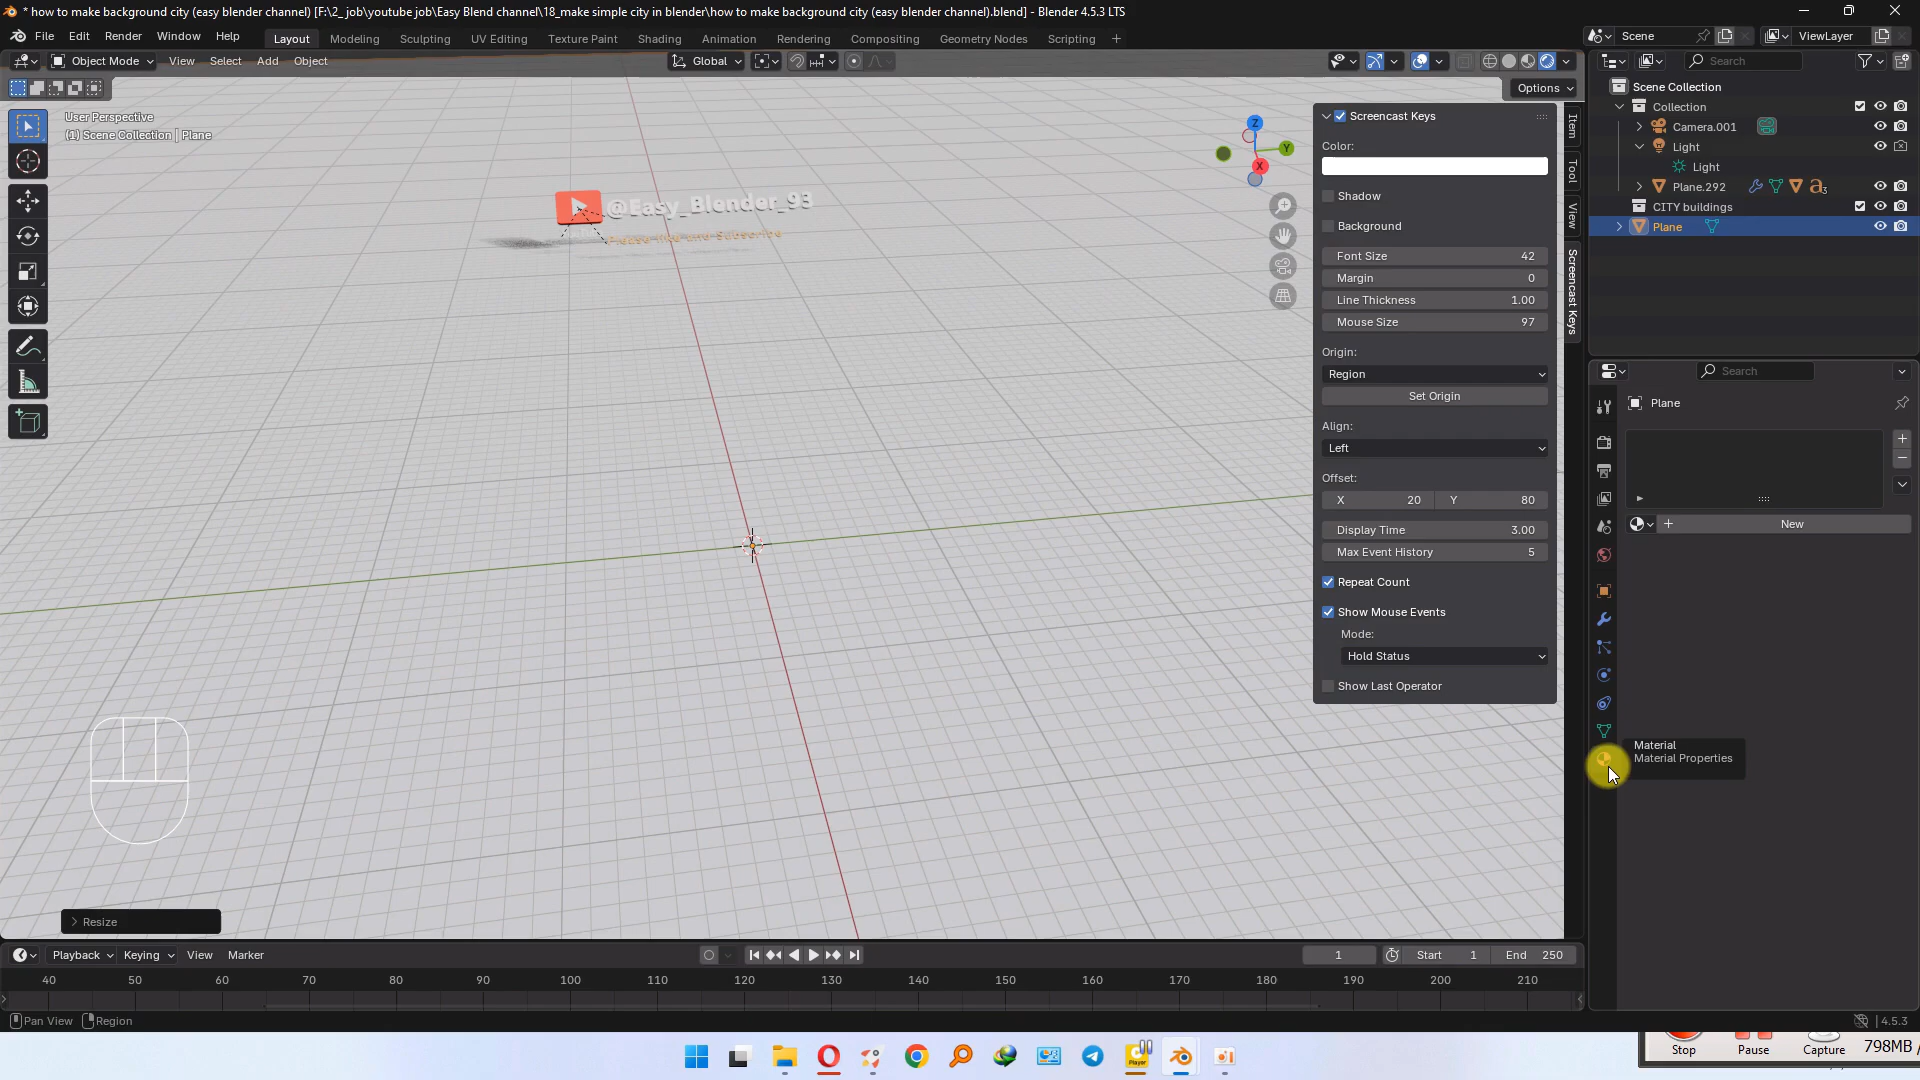 * how to make background city (easy blender channel) [F:\2_ job\youtube job\Easy Blend channel\18_make simple city in blender\how to make background city (easy blender channel).blend] - Blender 4.5.3 LTS
File Edit Render Window Help
Layout Modeling Sculpting UV Editing Texture Paint Shading Animation Rendering Compositing Geometry Nodes Scripting +
Scene
ViewLayer
Object Mode View Select Add Object
Global
Options
Search
User Perspective
(1) Scene Collection | Plane
@Easy_Blender_93
Please like and Subscribe
Z
Y
X
Screencast Keys
Color:
Shadow
Background
Font Size 42
Margin 0
Line Thickness 1.00
Mouse Size 97
Origin:
Region
Set Origin
Align:
Left
Offset:
X 20 Y 80
Display Time 3.00
Max Event History 5
Repeat Count
Show Mouse Events
Mode:
Hold Status
Show Last Operator
Item
Tool
View
Screencast Keys
Scene Collection
Collection
Camera.001
Light
Light
Plane.292
3
CITY buildings
Plane
Search
Plane
New
Material
Material Properties
Resize
Playback Keying View Marker
1
Start 1
End 250
40 50 60 70 80 90 100 110 120 130 140 150 160 170 180 190 200 210
Pan View Region
4.5.3
Player
Stop Pause Capture 798MB /